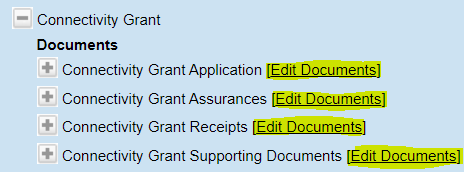 Connectivity Grant
Documents
Connectivity Grant Application [Edit Documents]
Connectivity Grant Assurances [Edit Documents]
Connectivity Grant Receipts [Edit Documents]
Connectivity Grant Supporting Documents [Edit Documents]